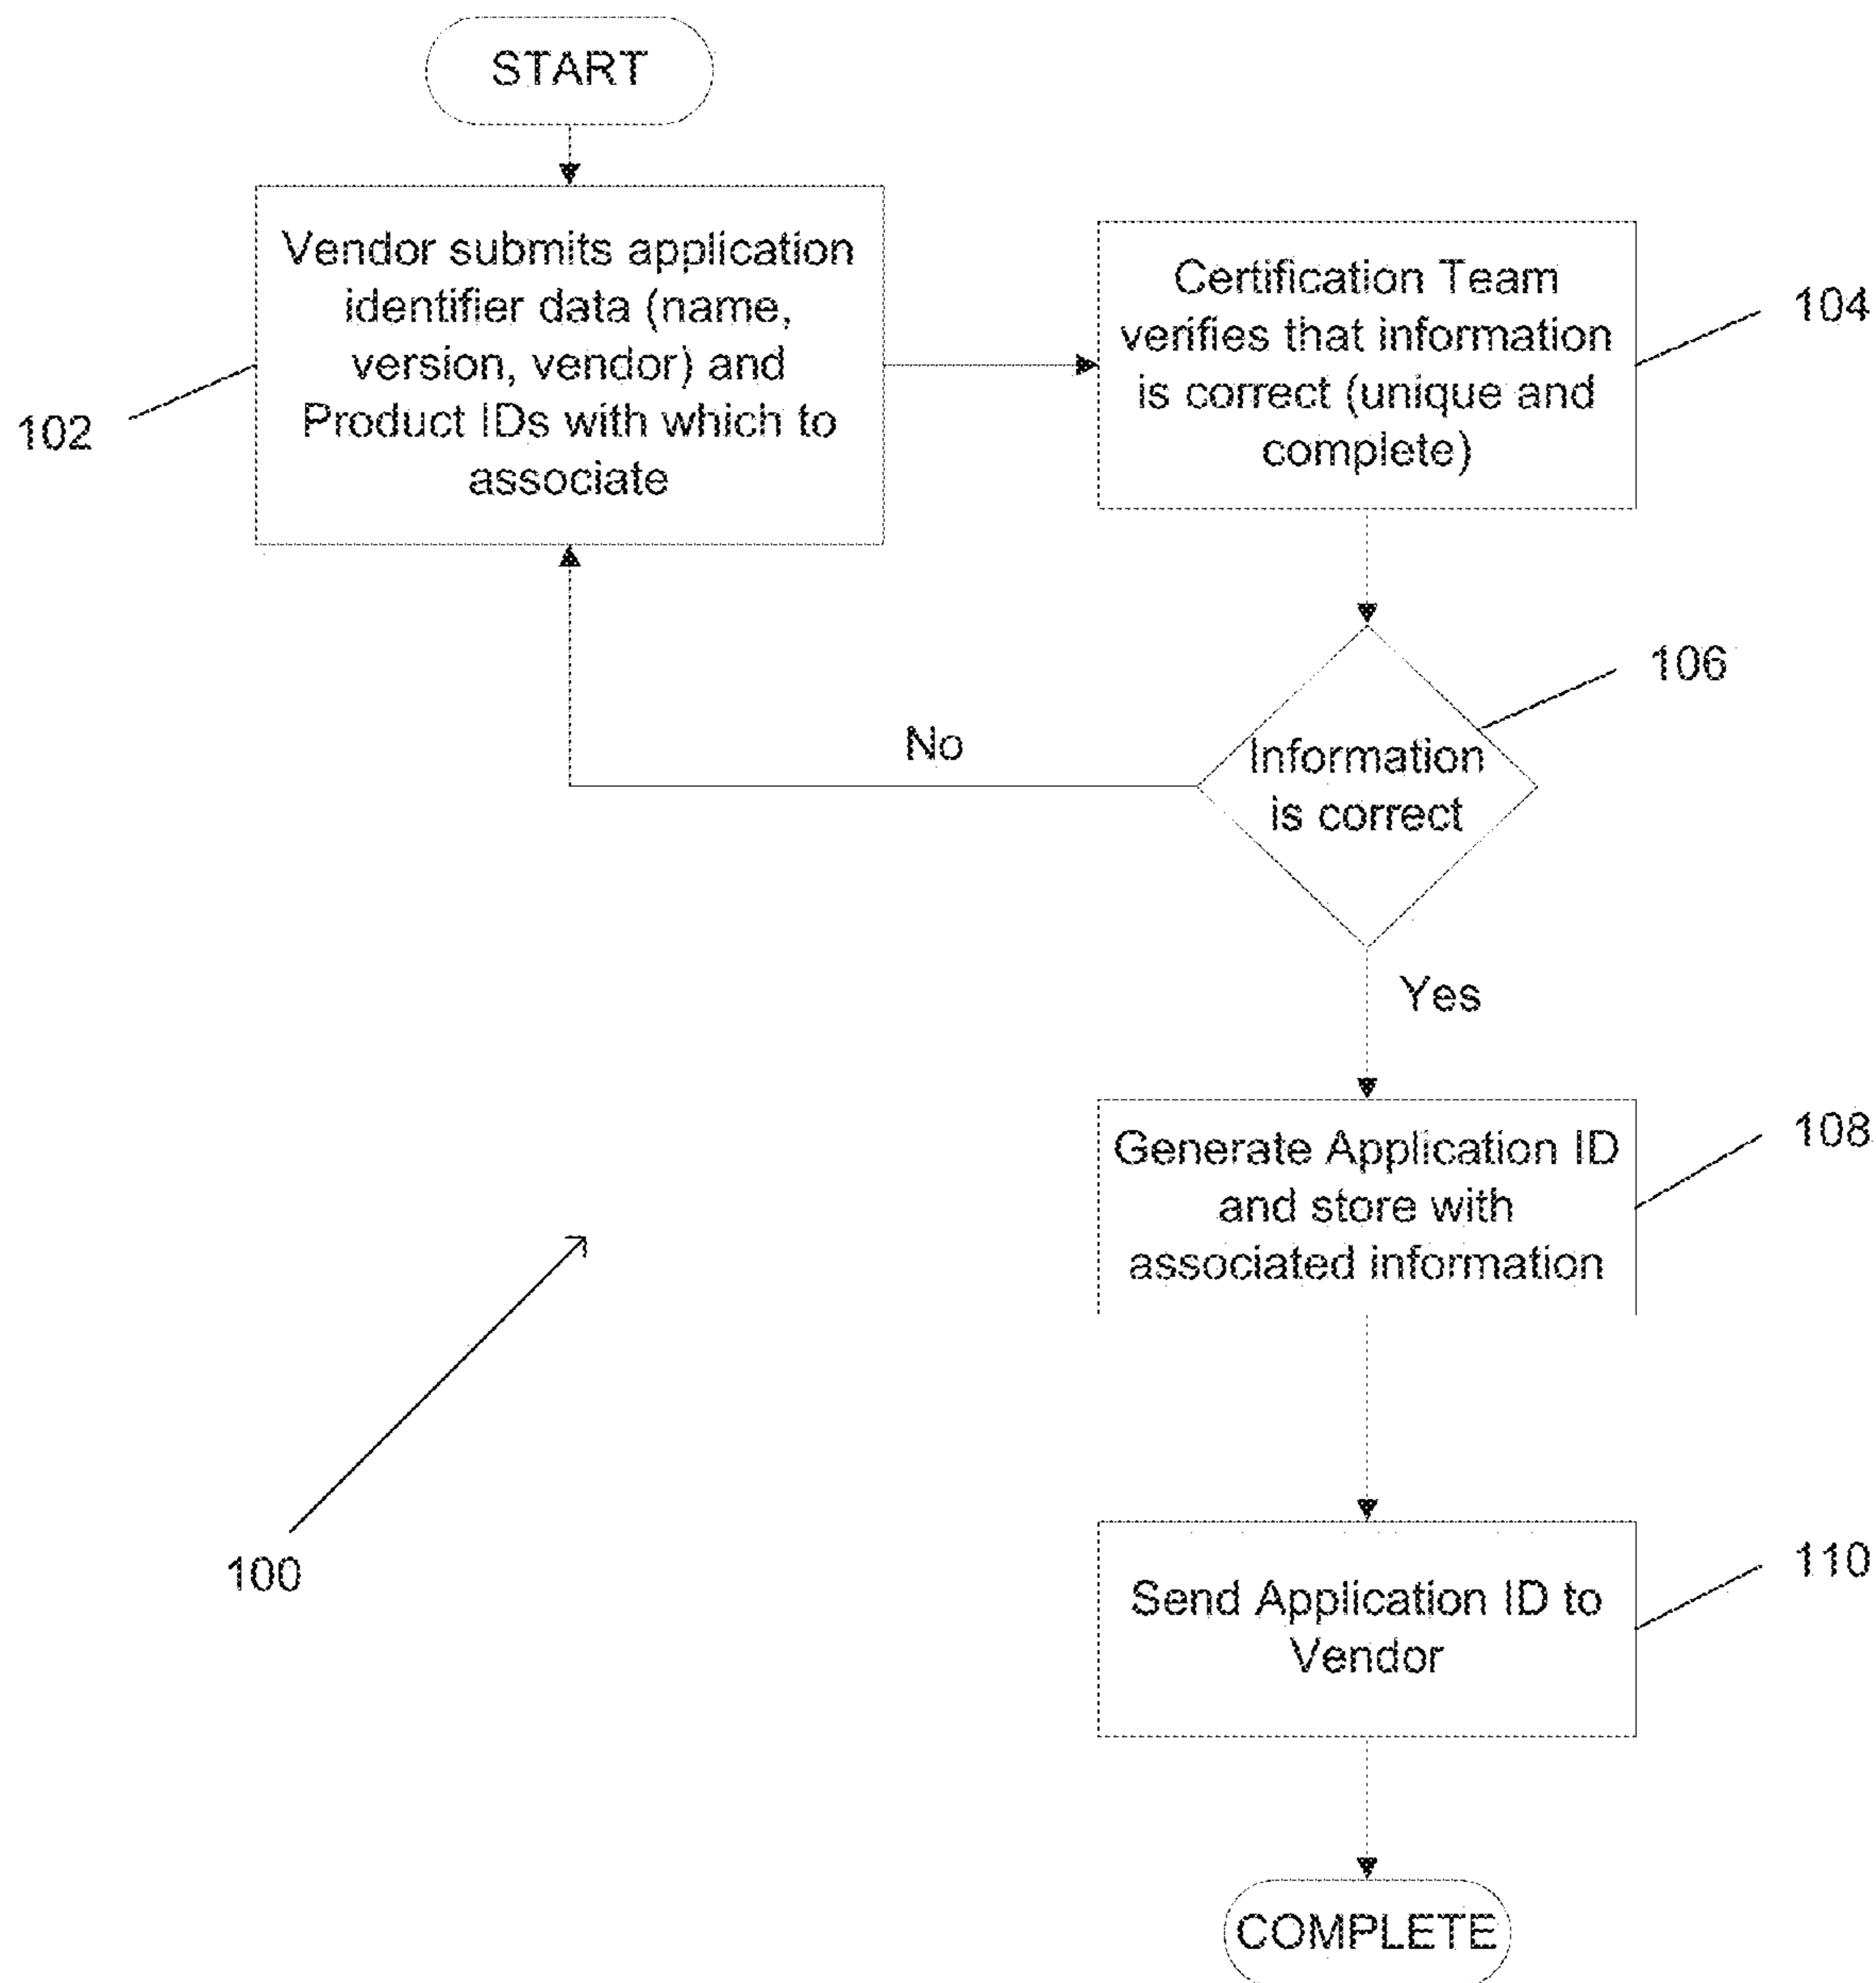 START
Vendor submits application
identifier data (name,
version, vendor) and
Product IDs with which to
associate
102
Certification Team
verifies that information
is correct (unique and
complete)
104
Information
is correct
106
No
Yes
Generate Application ID
and store with
associated information
108
100
Send Application ID to
Vendor
110
COMPLETE